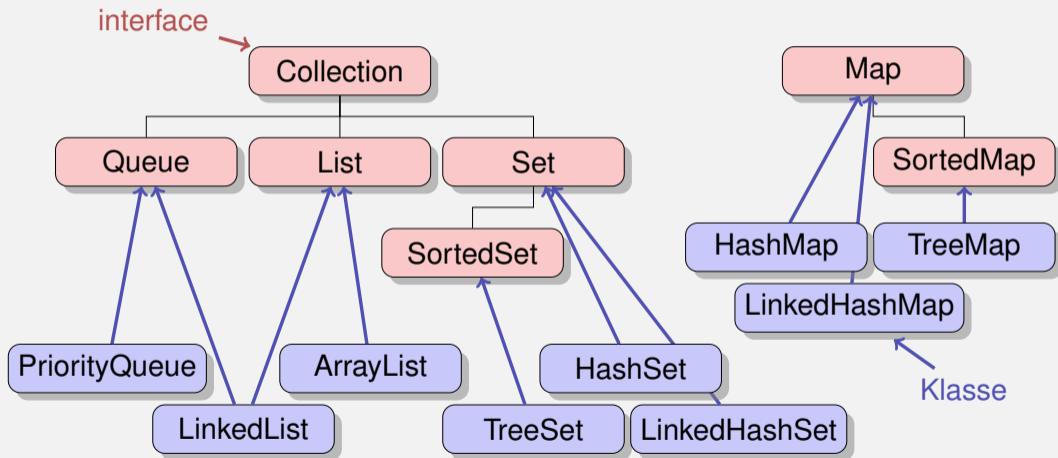 interface
Collection
Map
Queue
List
Set
SortedMap
SortedSet
HashMap
TreeMap
LinkedHashMap
PriorityQueue
ArrayList
HashSet
Klasse
LinkedList
TreeSet
LinkedHashSet